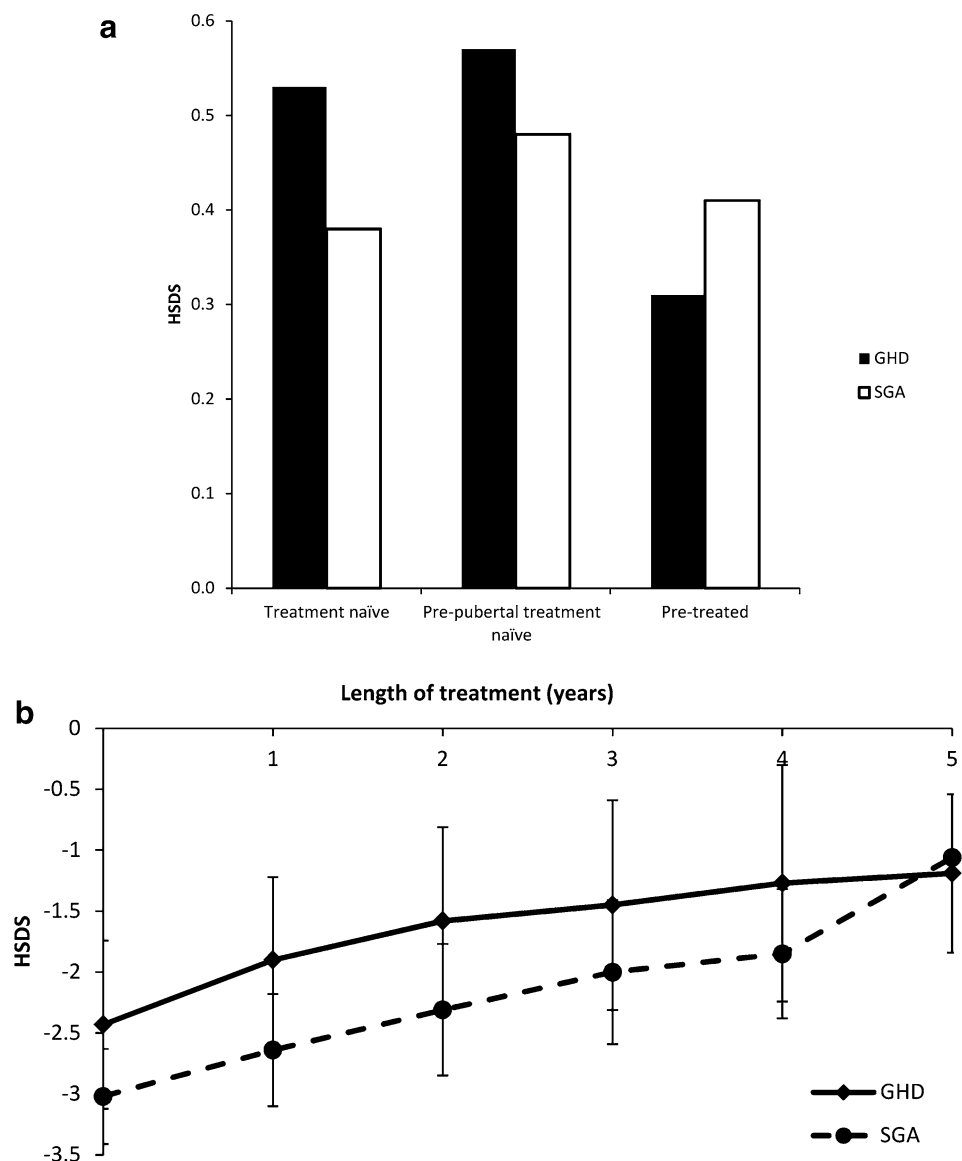 a
0.6
0.5
0.4
0.3
0.2
0.1
0.0
HSDS
Treatment naïve
Pre-pubertal treatment
naïve
Pre-treated
GHD
SGA
b
Length of treatment (years)
0
-0.5
-1
-1.5
-2
-2.5
-3
-3.5
HSDS
1 2 3 4 5
GHD
SGA